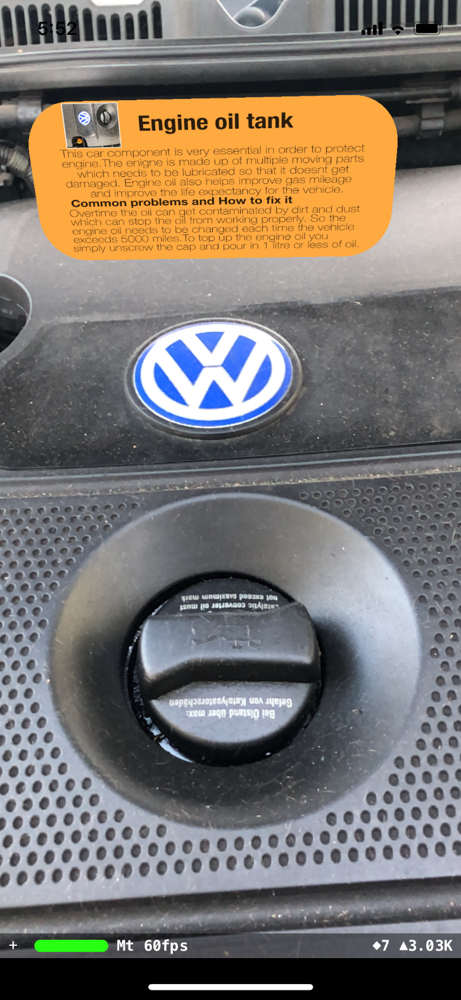 5:52
Engine oil tank
This car component is very essential in order to protect
engine.The enigne is made up of multiple moving parts
which needs to be lubricated so that it doesnt get
damaged. Engine oil also helps improve gas mileage
and improve the life expectancy for the vehicle.
Common problems and How to fix it
Overtime the oil can get contaminated by dirt and dust
which can stop the oil from working properly. So the
engine oil needs to be changed each time the vehicle
exceeds 5000 miles.To top up the engine oil you
simply unscrew the cap and pour in 1 litre or less of oil.
Bei Ölstand über max:
Gefahr von Katalysatorschäden
catalytic converter oil must
not exceed maximum mark
+ Mt 60fps ◆7 ▲3.03K